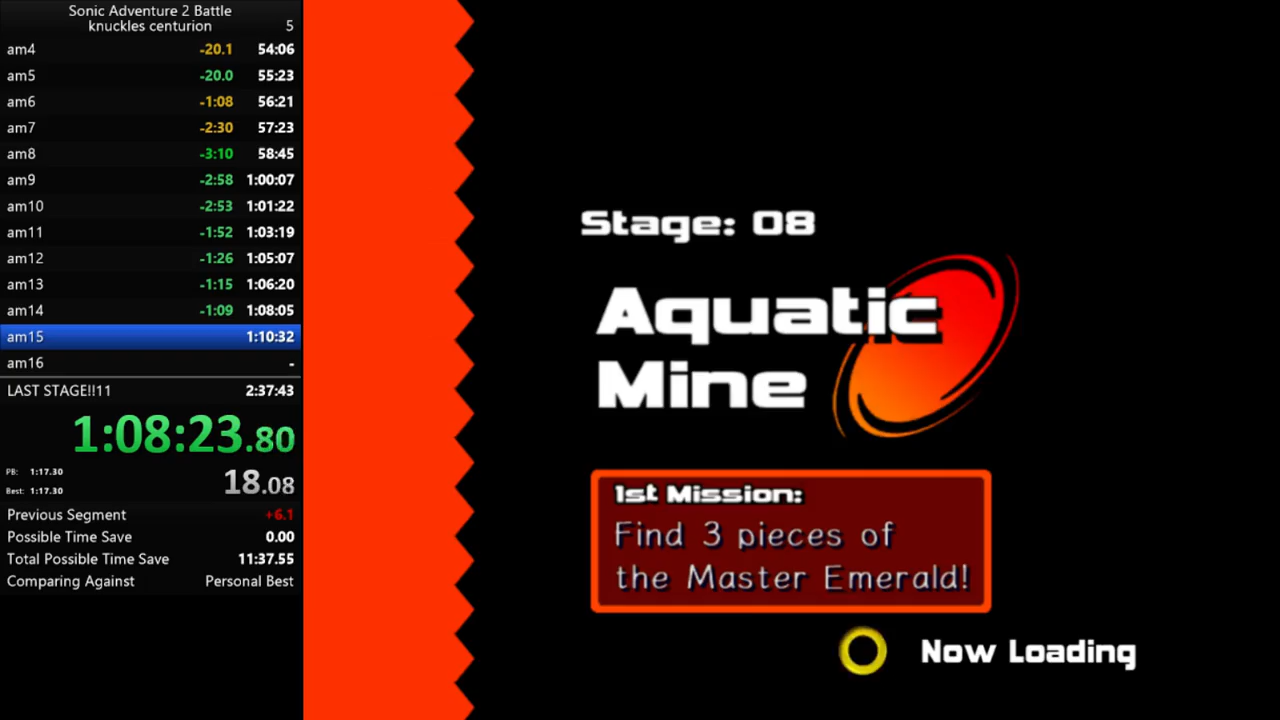 Sonic Adventure 2 Battle
knuckles centurion 5
am4 -20.1 54:06
am5 -20.0 55:23
am6 -1:08 56:21
am7 -2:30 57:23
am8 -3:10 58:45
am9 -2:58 1:00:07
am10 -2:53 1:01:22
am11 -1:52 1:03:19
am12 -1:26 1:05:07
am13 -1:15 1:06:20
am14 -1:09 1:08:05
am15 1:10:32
am16 -
LAST STAGE!!11 2:37:43
1:08:23.80
PB: 1:17.30
Best: 1:17.30
18.08
Previous Segment +6.1
Possible Time Save 0.00
Total Possible Time Save 11:37.55
Comparing Against Personal Best
Stage: 08
Aquatic
Mine
1st Mission:
Find 3 pieces of
the Master Emerald!
Now Loading